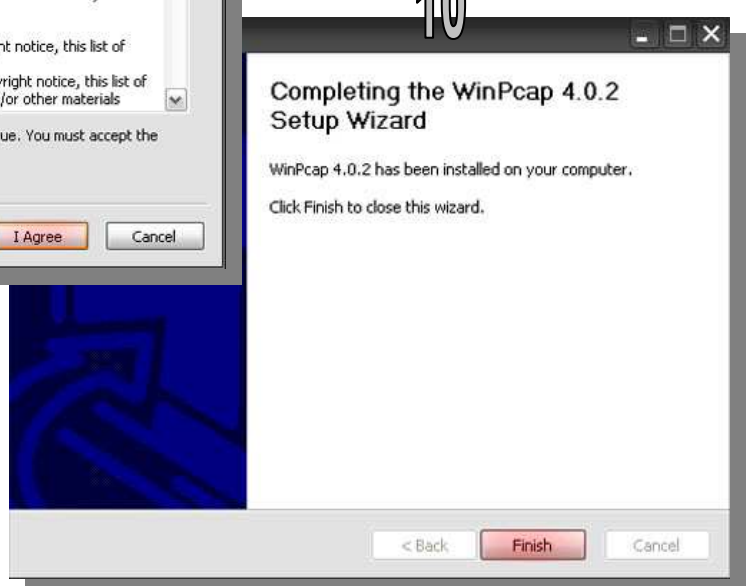 10
nt notice, this list of
yright notice, this list of
/or other materials
ue. You must accept the
I Agree Cancel
Completing the WinPcap 4.0.2
Setup Wizard
WinPcap 4.0.2 has been installed on your computer.
Click Finish to close this wizard.
< Back Finish Cancel